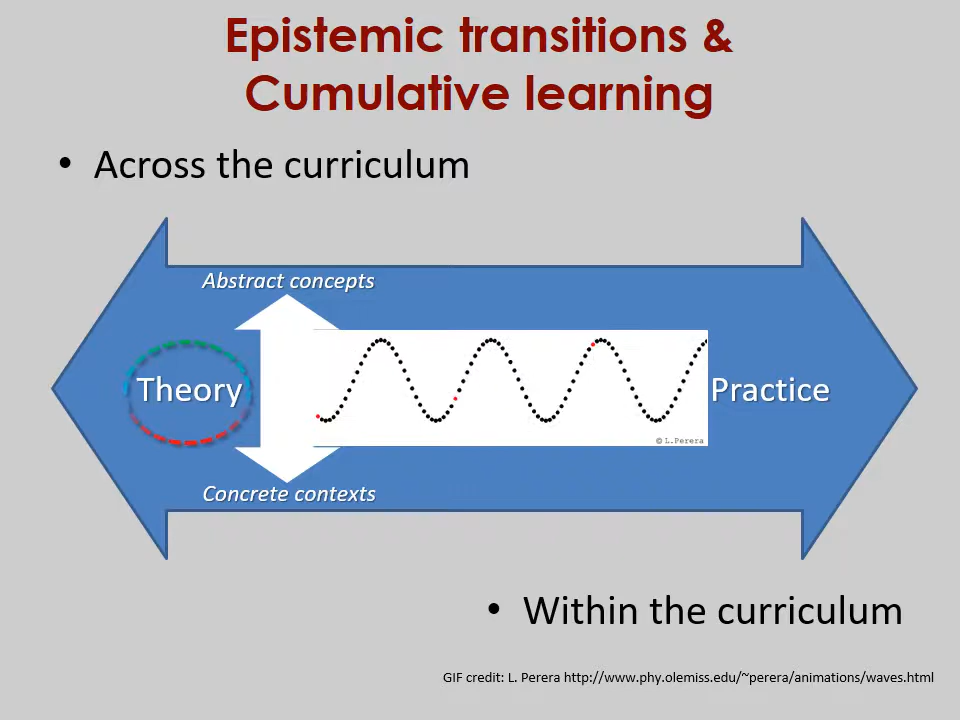 Epistemic transitions &
Cumulative learning
• Across the curriculum
Abstract concepts
Theory
Practice
© L.Perera
Concrete contexts
• Within the curriculum
GIF credit: L. Perera http://www.phy.olemiss.edu/~perera/animations/waves.html